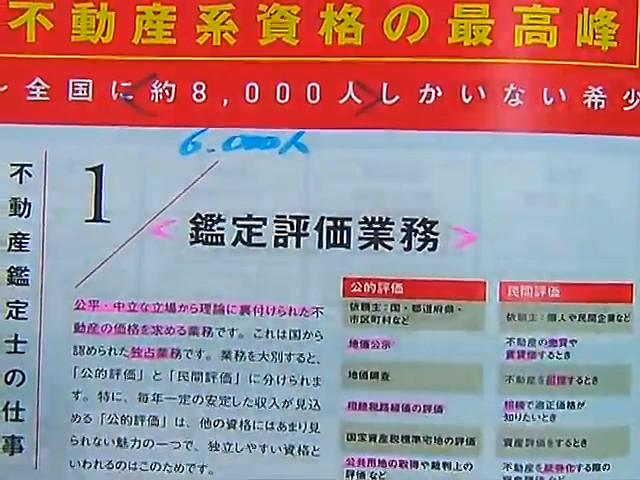 不動産系資格の最高峰
～全国に約8,000人しかいない希少
6.000人
不動産鑑定士の仕事
1
鑑定評価業務
公平・中立な立場から理論に裏付けられた不
動産の価格を求める業務です。これは国から
認められた独占業務です。業務を大別すると、
「公的評価」と「民間評価」に分けられま
す。特に、毎年一定の安定した収入が見込
める「公的評価」は、他の資格にはあまり見
られない魅力の一つで、独立しやすい資格と
いわれるのはこのためです。
公的評価
依頼主：国・都道府県・
市区町村など
地価公示
地価調査
相続税路線価の評価
国家資産税標準宅地の評価
公共用地の取得や裁判上の
評価など
民間評価
依頼主：個人や民間企業など
不動産の売買や
賃貸借するとき
不動産を担保するとき
相続で適正価格が
知りたいとき
資産評価をするとき
不動産を証券化する際の